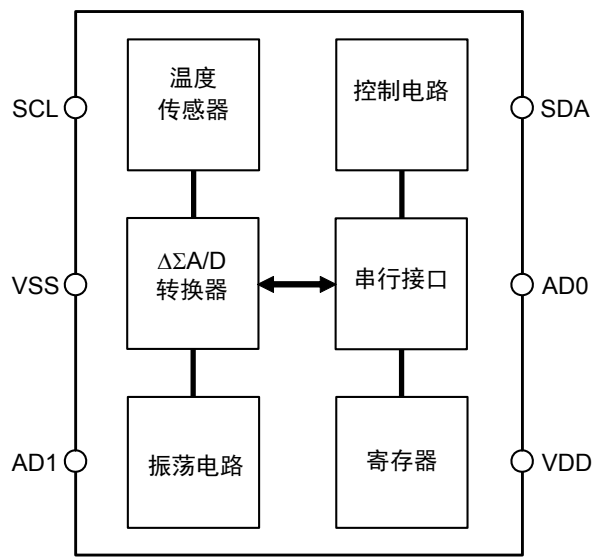 温度
传感器
控制电路
SCL
SDA
ΔΣA/D
转换器
串行接口
VSS
AD0
振荡电路
寄存器
AD1
VDD